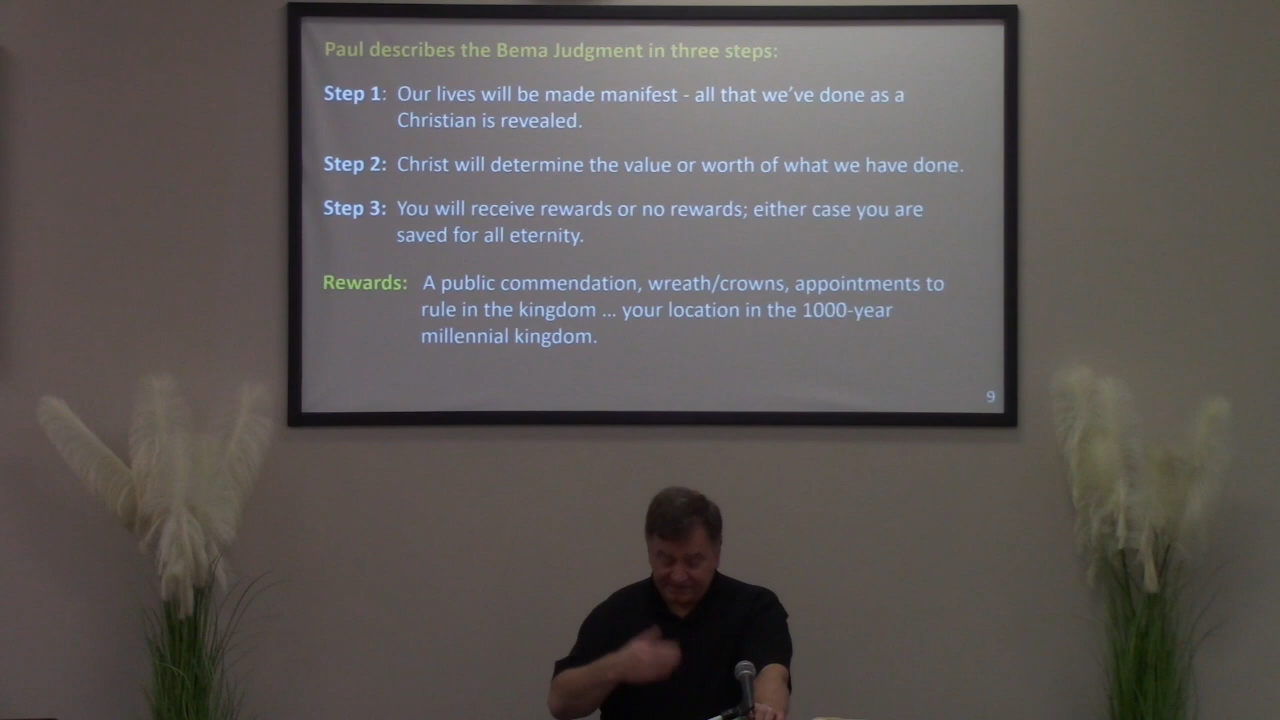 Paul describes the Bema Judgment in three steps:
Step 1: Our lives will be made manifest - all that we've done as a
Christian is revealed.
Step 2: Christ will determine the value or worth of what we have done.
Step 3: You will receive rewards or no rewards; either case you are
saved for all eternity.
Rewards: A public commendation, wreath/crowns, appointments to
rule in the kingdom ... your location in the 1000-year
millennial kingdom.
9